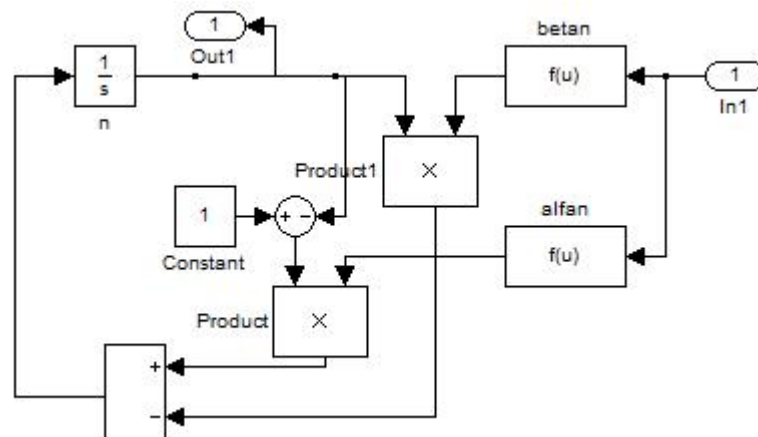 1
Out1
betan
1
s
n
f(u)
1
In1
Product1
×
1
+ -
Constant
alfan
f(u)
Product
×
+
-